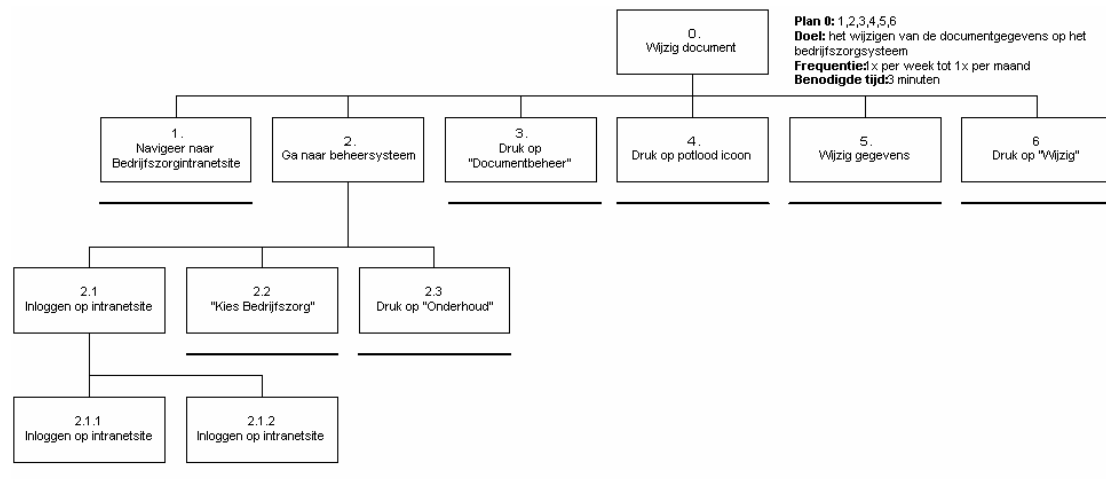 0.
Wijzig document
Plan 0: 1,2,3,4,5,6
Doel: het wijzigen van de documentgegevens op het
bedrijfszorgsysteem
Frequentie:1x per week tot 1x per maand
Benodigde tijd:3 minuten
1.
Navigeer naar
Bedrijfszorgintranetsite
2.
Ga naar beheersysteem
3.
Druk op
"Documentbeheer"
4.
Druk op potlood icoon
5.
Wijzig gegevens
6
Druk op "Wijzig"
2.1
Inloggen op intranetsite
2.2
"Kies Bedrijfszorg"
2.3
Druk op "Onderhoud"
2.1.1
Inloggen op intranetsite
2.1.2
Inloggen op intranetsite